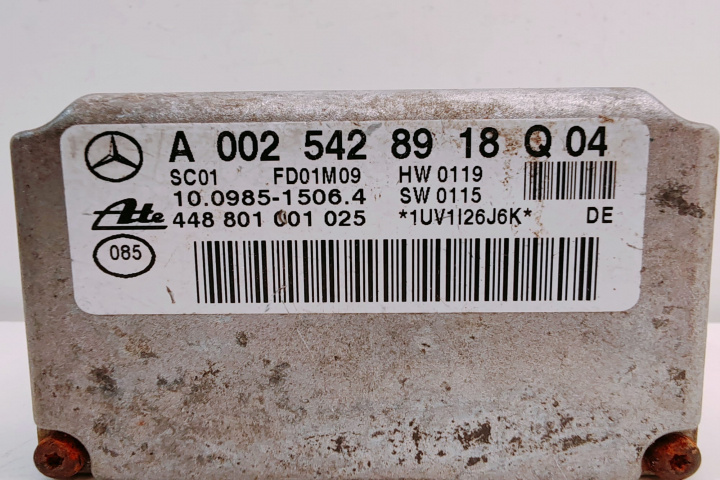 A 002 542 89 18 Q 04
SC01 FD01M09 HW 0119
10.0985-1506.4 SW 0115
Ate 448 801 001 025 *1UV1I26J6K* DE
085